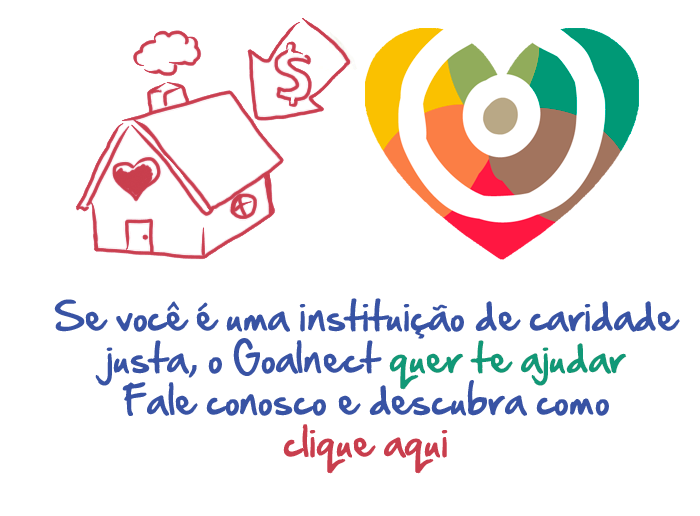 $
Se você é uma instituição de caridade
justa, o Goalnect quer te ajudar
Fale conosco e descubra como
clique aqui